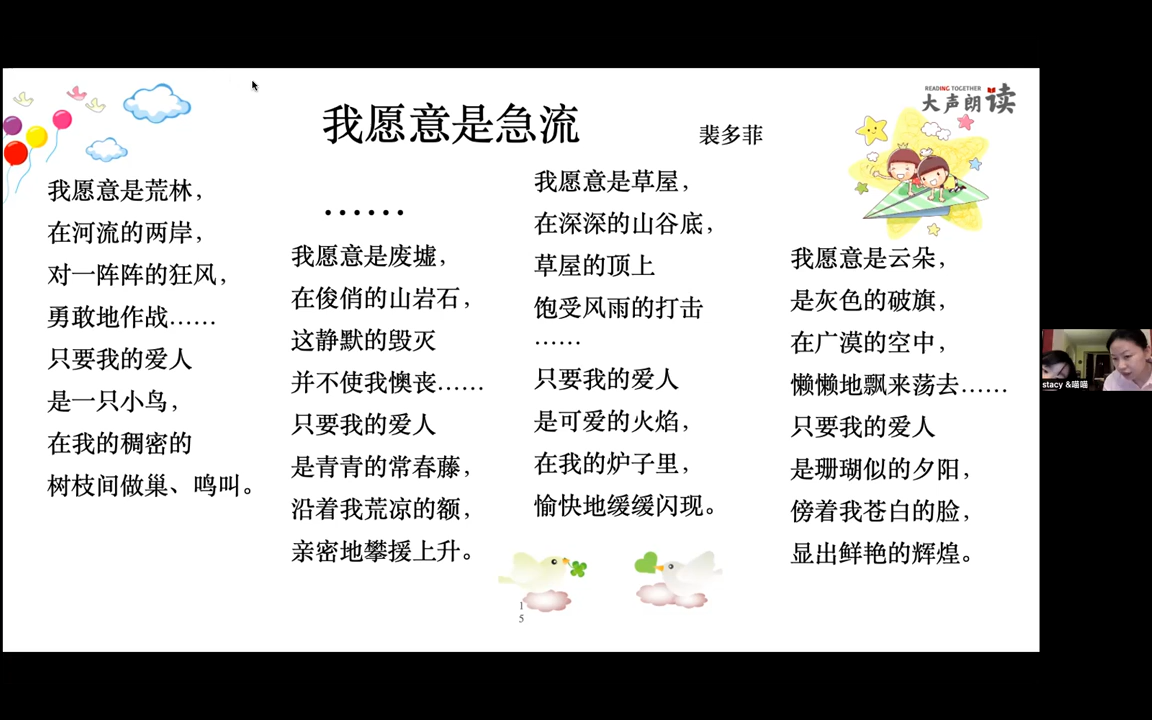 READING TOGETHER
大声朗读
我愿意是急流
裴多菲
我愿意是荒林，
在河流的两岸，
对一阵阵的狂风，
勇敢地作战……
只要我的爱人
是一只小鸟，
在我的稠密的
树枝间做巢、鸣叫。
……
我愿意是废墟，
在俊俏的山岩石，
这静默的毁灭
并不使我懊丧……
只要我的爱人
是青青的常春藤，
沿着我荒凉的额，
亲密地攀援上升。
我愿意是草屋，
在深深的山谷底，
草屋的顶上
饱受风雨的打击
……
只要我的爱人
是可爱的火焰，
在我的炉子里，
愉快地缓缓闪现。
我愿意是云朵，
是灰色的破旗，
在广漠的空中，
懒懒地飘来荡去……
只要我的爱人
是珊瑚似的夕阳，
傍着我苍白的脸，
显出鲜艳的辉煌。
1
5
stacy &喵喵